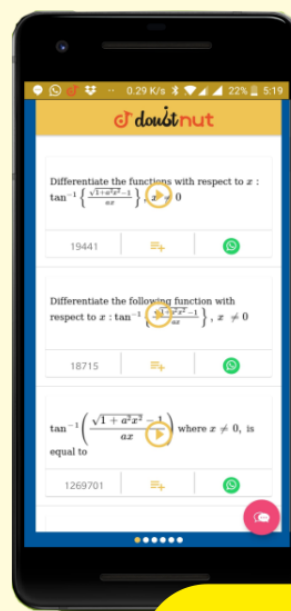 0.29 K/s 22% 5:19
doubtnut
Differentiate the functions with respect to x :
tan⁻¹ { (√1+a²x²−1)/ax } , x ≠ 0
19441
Differentiate the following function with
respect to x : tan⁻¹ { (√1+a²x²−1)/ax } , x ≠ 0
18715
tan⁻¹ ( (√1 + a²x² − 1)/ax ) where x ≠ 0, is
equal to
1269701